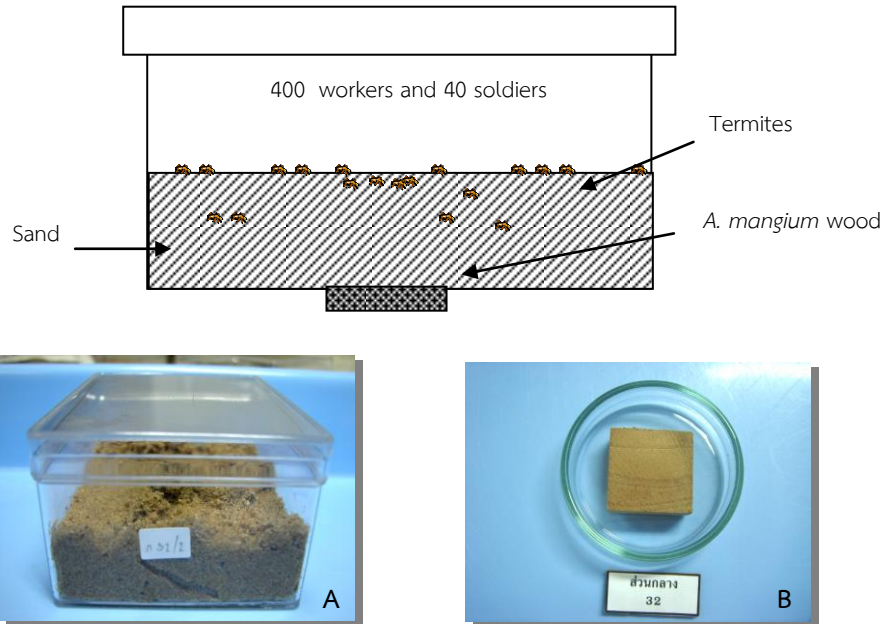 400 workers and 40 soldiers
Termites
Sand
A. mangium wood
A
ส่วนกลาง
32
B